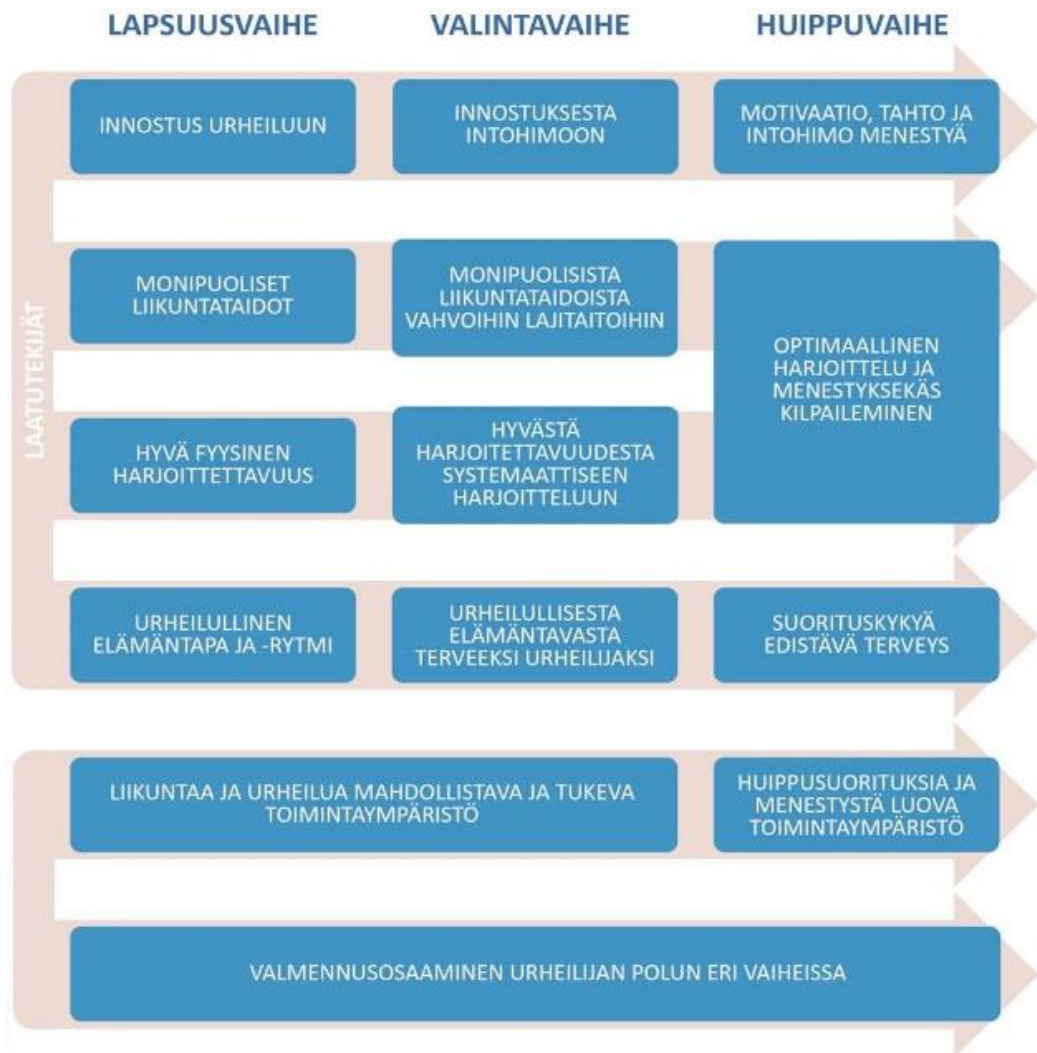 LAPSUUSVAIHE
VALINTAVAIHE
HUIPPUVAIHE
LAATUTEKIJÄT
INNOSTUS URHEILUUN
INNOSTUKSESTA
INTOHIMOON
MOTIVAATIO, TAHTO JA
INTOHIMO MENESTYÄ
MONIPUOLISET
LIIKUNTATAIDOT
MONIPUOLISISTA
LIIKUNTATAIDOISTA
VAHVOIHIN LAJITAITOIHIN
OPTIMAALLINEN
HARJOITTELU JA
MENESTYKSEKÄS
KILPAILEMINEN
HYVÄ FYYSINEN
HARJOITTETTAVUUS
HYVÄSTÄ
HARJOITETTAVUUDESTA
SYSTEMAATTISEEN
HARJOITTELUUN
URHEILULLINEN
ELÄMÄNTAPA JA -RYTMI
URHEILULLISESTA
ELÄMÄNTAVASTA
TERVEEKSI URHEILIJAKSI
SUORITUSKYKYÄ
EDISTÄVÄ TERVEYS
LIIKUNTAA JA URHEILUA MAHDOLLISTAVA JA TUKEVA
TOIMINTAYMPÄRISTÖ
HUIPPUSUORITUKSIA JA
MENESTYSTÄ LUOVA
TOIMINTAYMPÄRISTÖ
VALMENNUSOSAAMINEN URHEILIJAN POLUN ERI VAIHEISSA